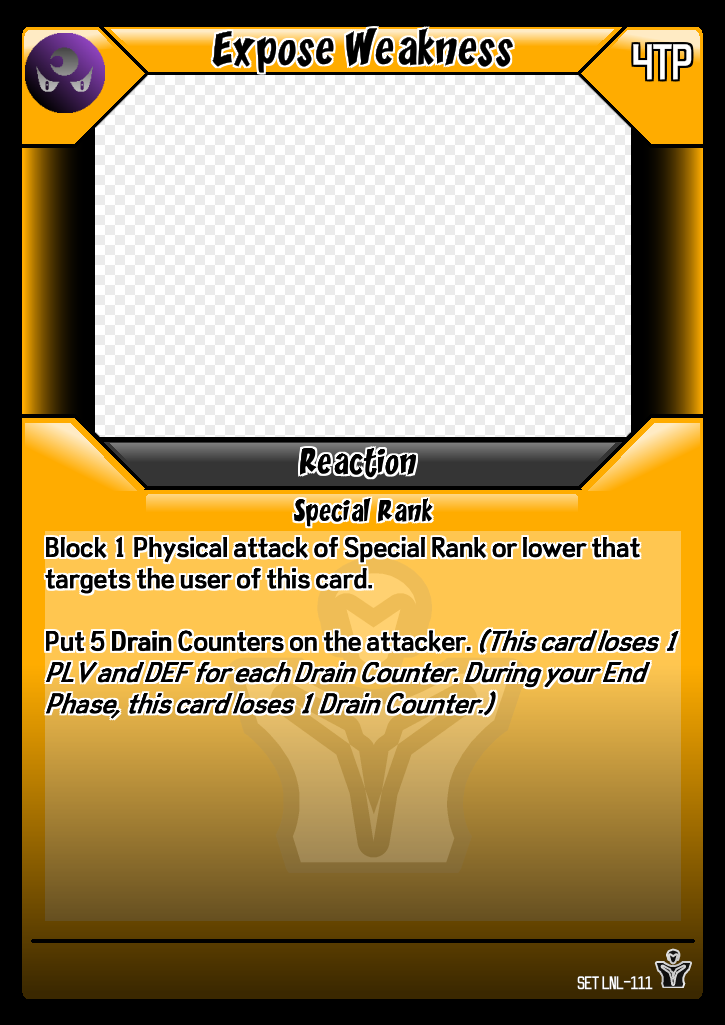 Expose Weakness
4TP
Reaction
Special Rank
Block 1 Physical attack of Special Rank or lower that
targets the user of this card.
Put 5 Drain Counters on the attacker. (This card loses 1
PLV and DEF for each Drain Counter. During your End
Phase, this card loses 1 Drain Counter.)
SET LNL-111